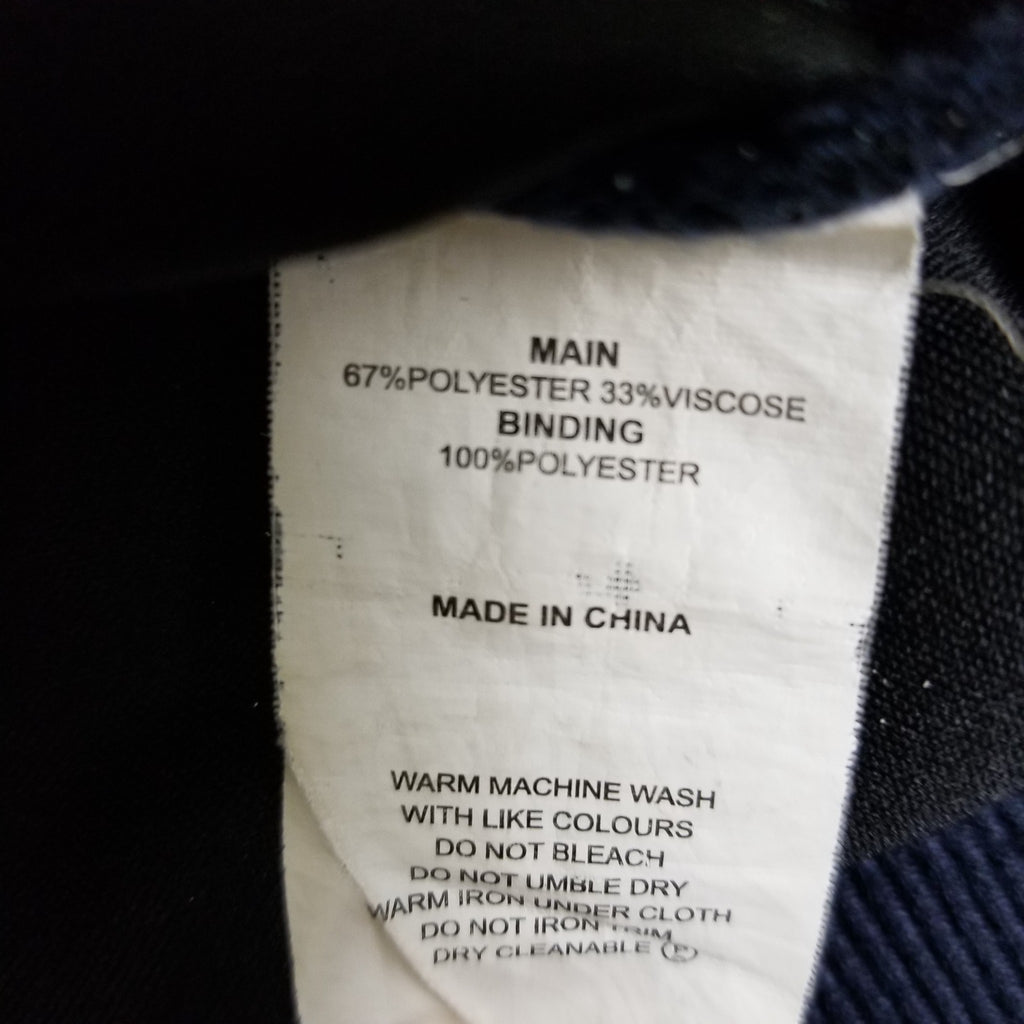 MAIN
67%POLYESTER 33%VISCOSE
BINDING
100%POLYESTER
MADE IN CHINA
WARM MACHINE WASH
WITH LIKE COLOURS
DO NOT BLEACH
DO NOT UMBLE DRY
WARM IRON UNDER CLOTH
DO NOT IRON TRIM
DRY CLEANABLE